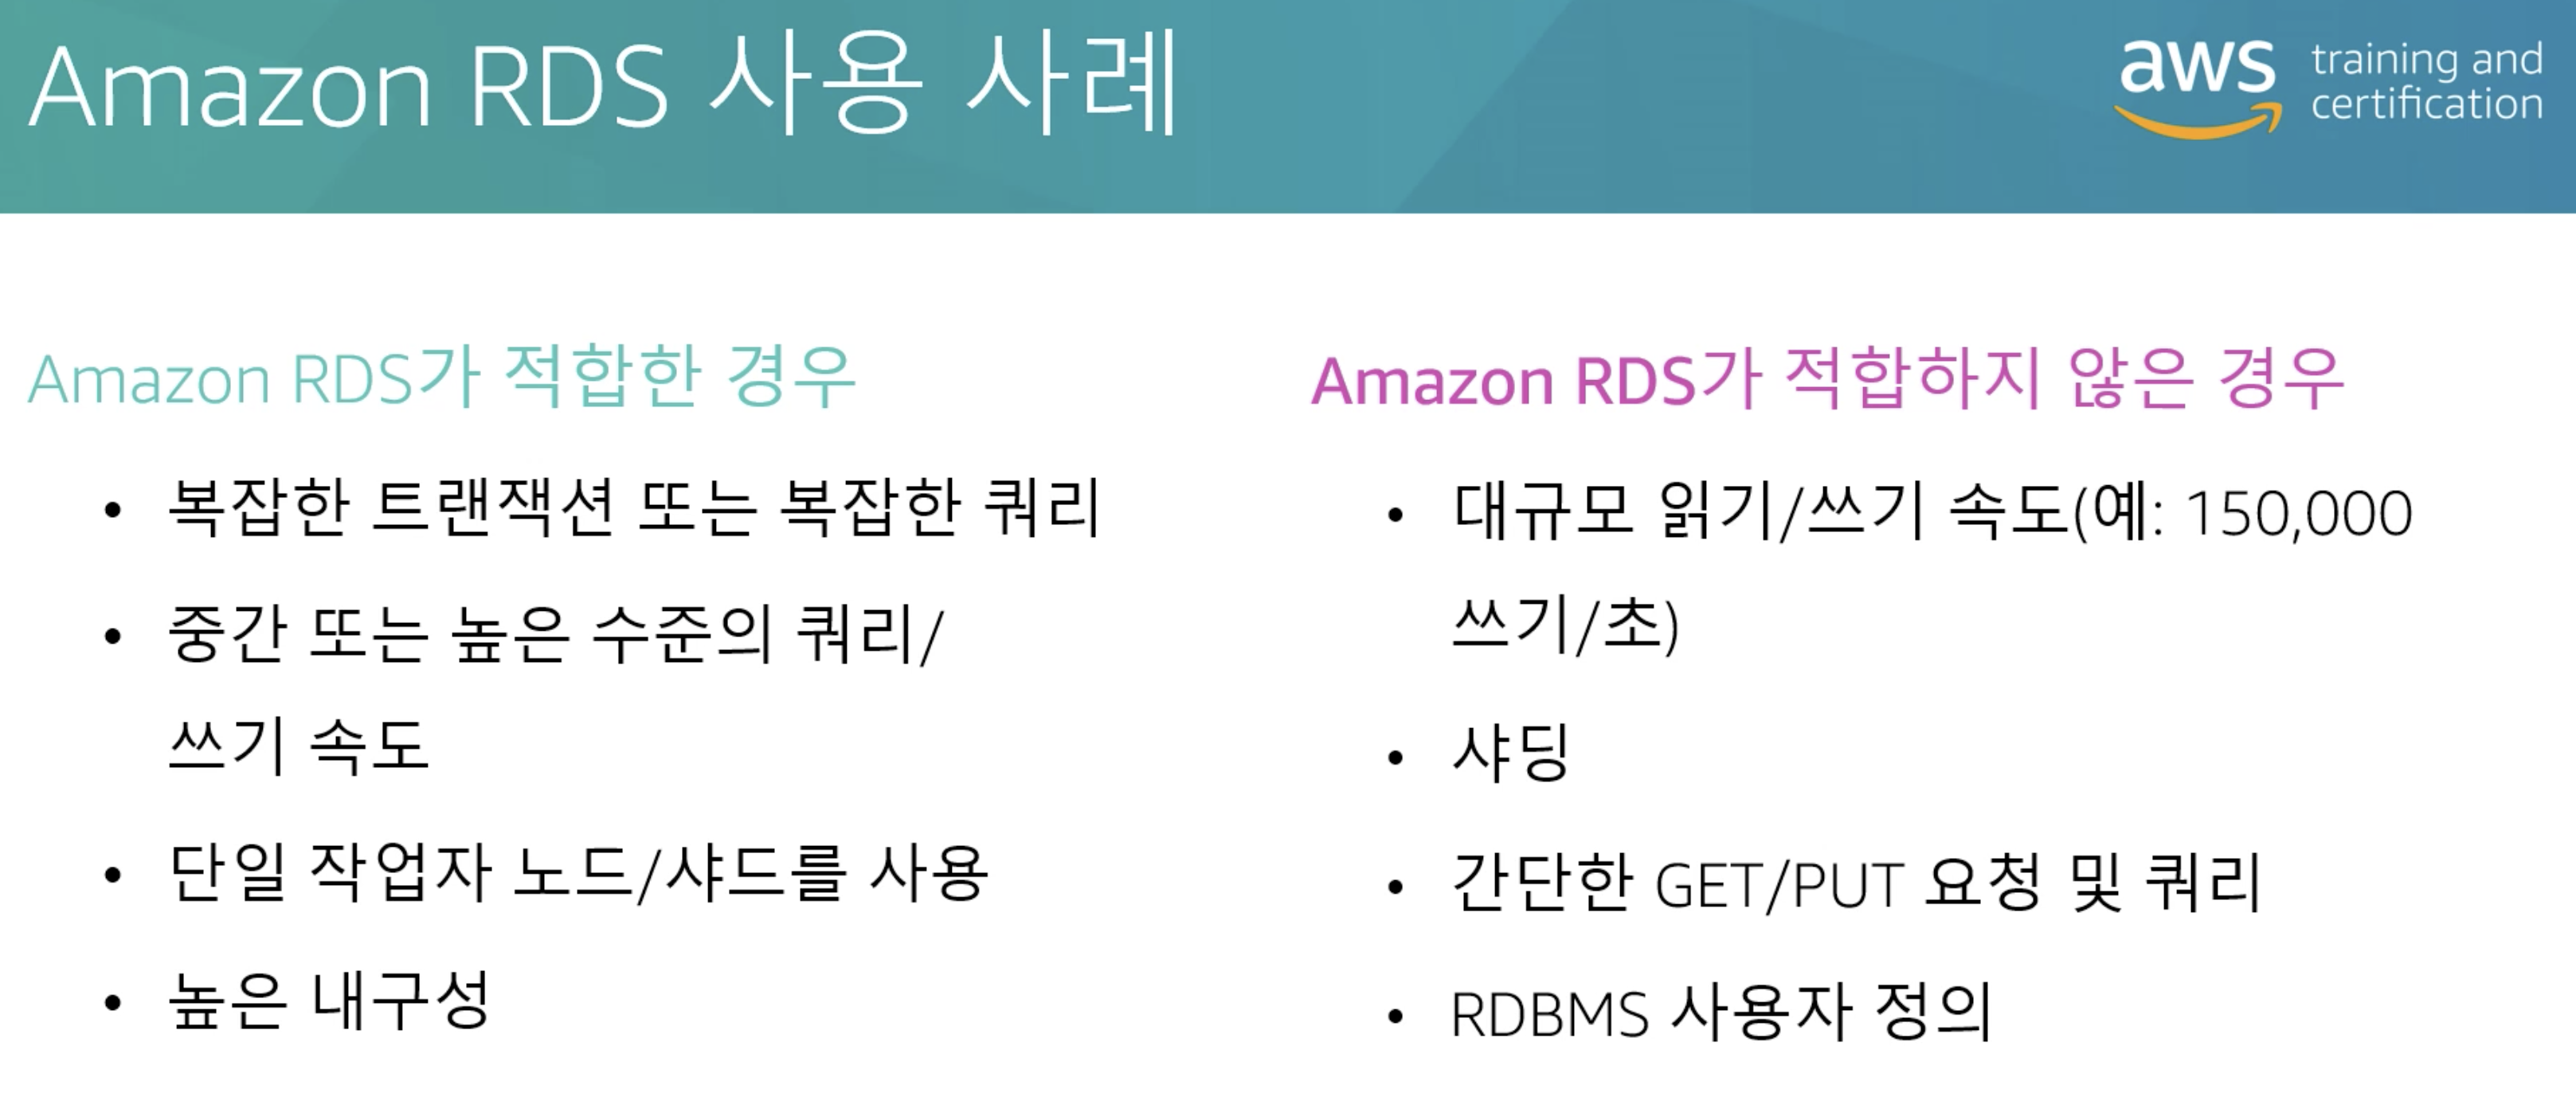 Amazon RDS 사용 사례
aws
training and
certification
Amazon RDS가 적합한 경우
• 복잡한 트랜잭션 또는 복잡한 쿼리
• 중간 또는 높은 수준의 쿼리/
쓰기 속도
• 단일 작업자 노드/샤드를 사용
• 높은 내구성
Amazon RDS가 적합하지 않은 경우
• 대규모 읽기/쓰기 속도(예: 150,000
쓰기/초)
• 샤딩
• 간단한 GET/PUT 요청 및 쿼리
• RDBMS 사용자 정의